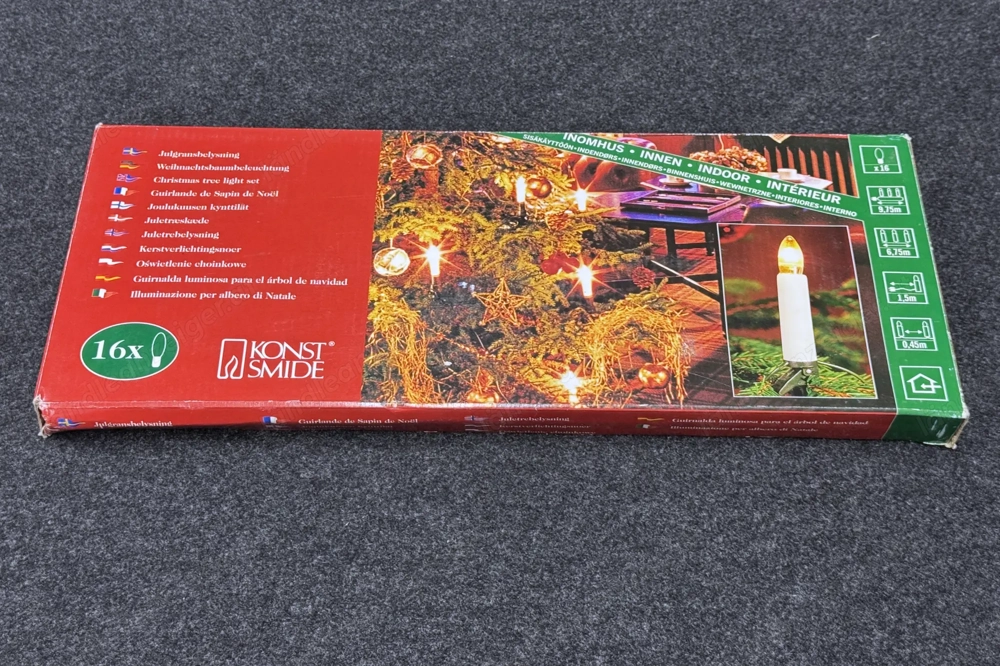 Julgransbelysning
Weihnachtsbaumbeleuchtung
Christmas tree light set
Guirlande de Sapin de Noël
Joulukuusen kynttilät
Juletræskæde
Juletrebelysning
Kerstverlichtingsnoer
Oświetlenie choinkowe
Guirnalda luminosa para el árbol de navidad
Illuminazione per albero di Natale
16x
KONST®
SMIDE
INOMHUS • INNEN • INDOOR • INTÉRIEUR
SISÄKÄYTTÖÖN • INDENDØRS • INNENDØRS • BINNENSHUIS • WEWNETRZNE • INTERIORES • INTERNO
x 16
9,75m
6,75m
1,5m
0,45m
Julgransbelysning
Guirlande de Sapin de Noël
Juletrebelysning
Kerstverlichtingsnoer
Guirnalda luminosa para el árbol de navidad
Illuminazione per albero di Natale